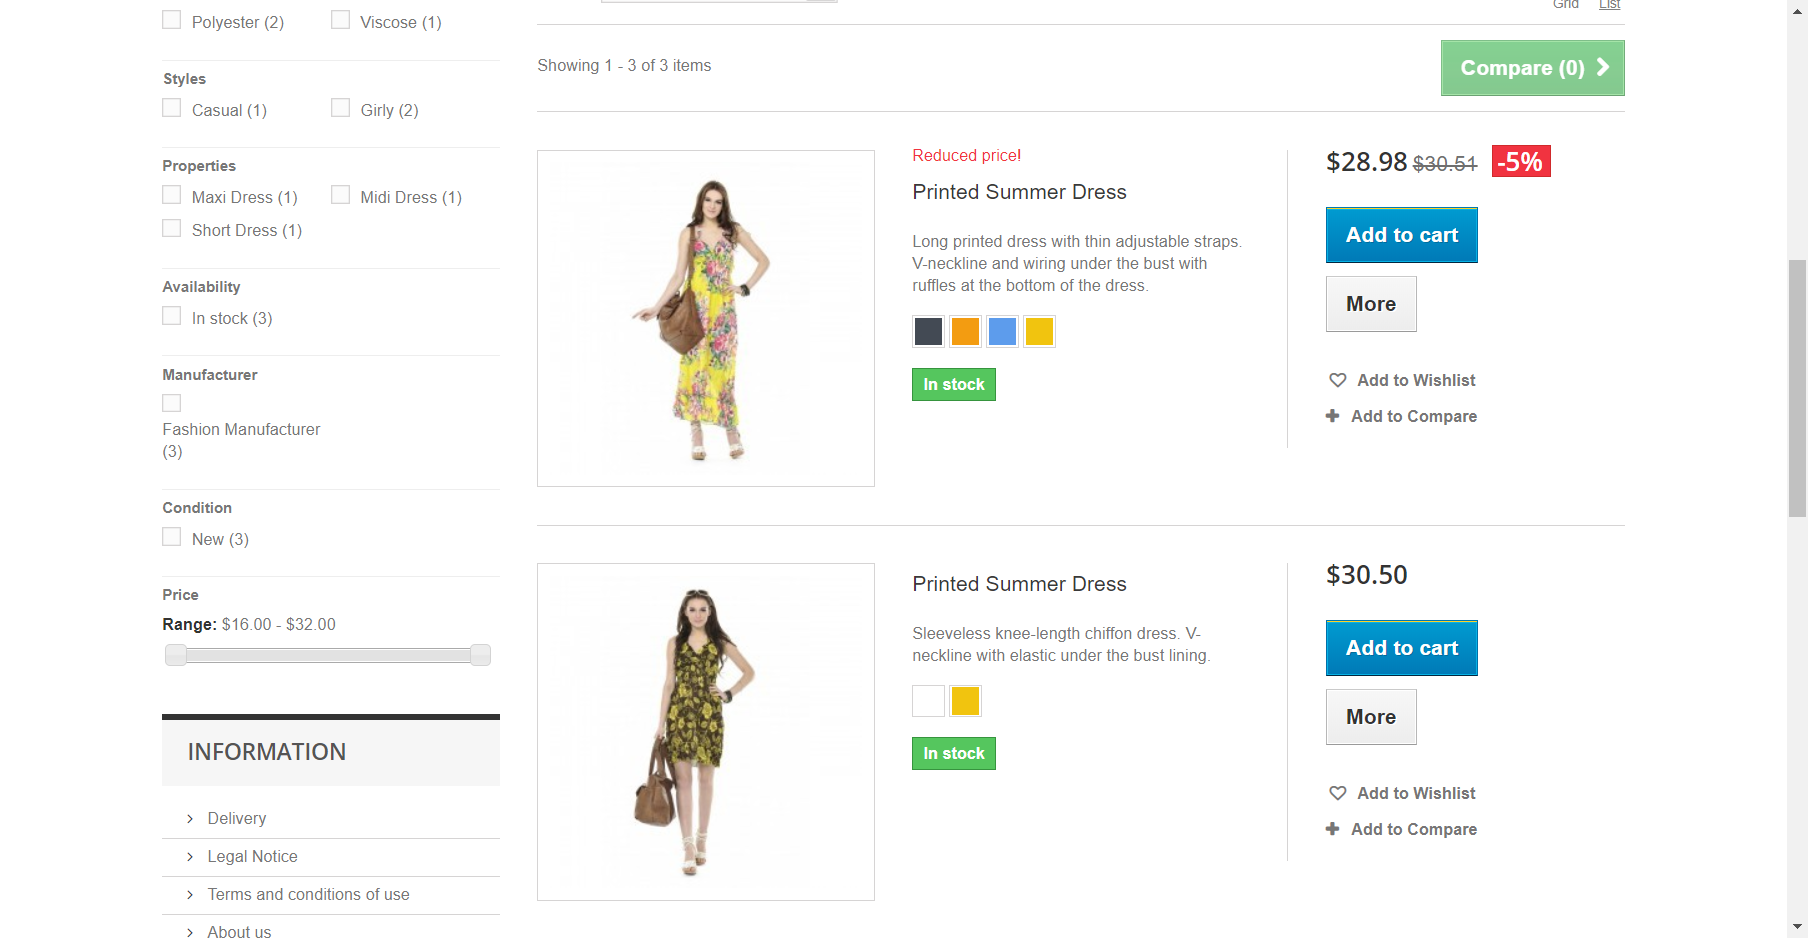 Polyester (2)
Viscose (1)
Styles
Casual (1)
Girly (2)
Properties
Maxi Dress (1)
Midi Dress (1)
Short Dress (1)
Availability
In stock (3)
Manufacturer
Fashion Manufacturer
(3)
Condition
New (3)
Price
Range: $16.00 - $32.00
INFORMATION
Delivery
Legal Notice
Terms and conditions of use
About us
Grid
List
Showing 1 - 3 of 3 items
Compare (0)
Reduced price!
Printed Summer Dress
Long printed dress with thin adjustable straps.
V-neckline and wiring under the bust with
ruffles at the bottom of the dress.
In stock
$28.98 $30.51 -5%
Add to cart
More
Add to Wishlist
Add to Compare
Printed Summer Dress
Sleeveless knee-length chiffon dress. V-
neckline with elastic under the bust lining.
In stock
$30.50
Add to cart
More
Add to Wishlist
Add to Compare